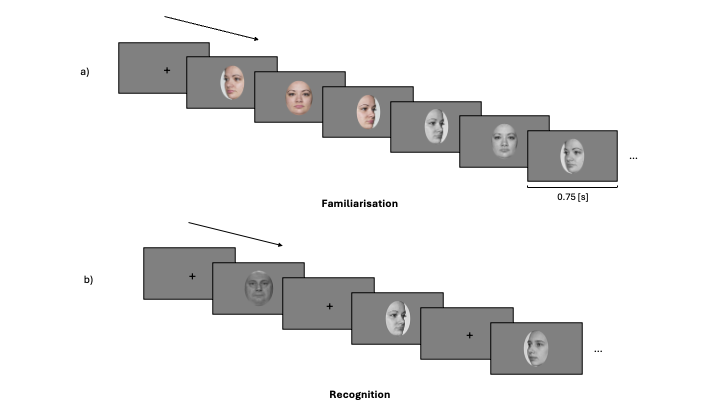 a)
...
0.75 [s]
Familiarisation
b)
...
Recognition